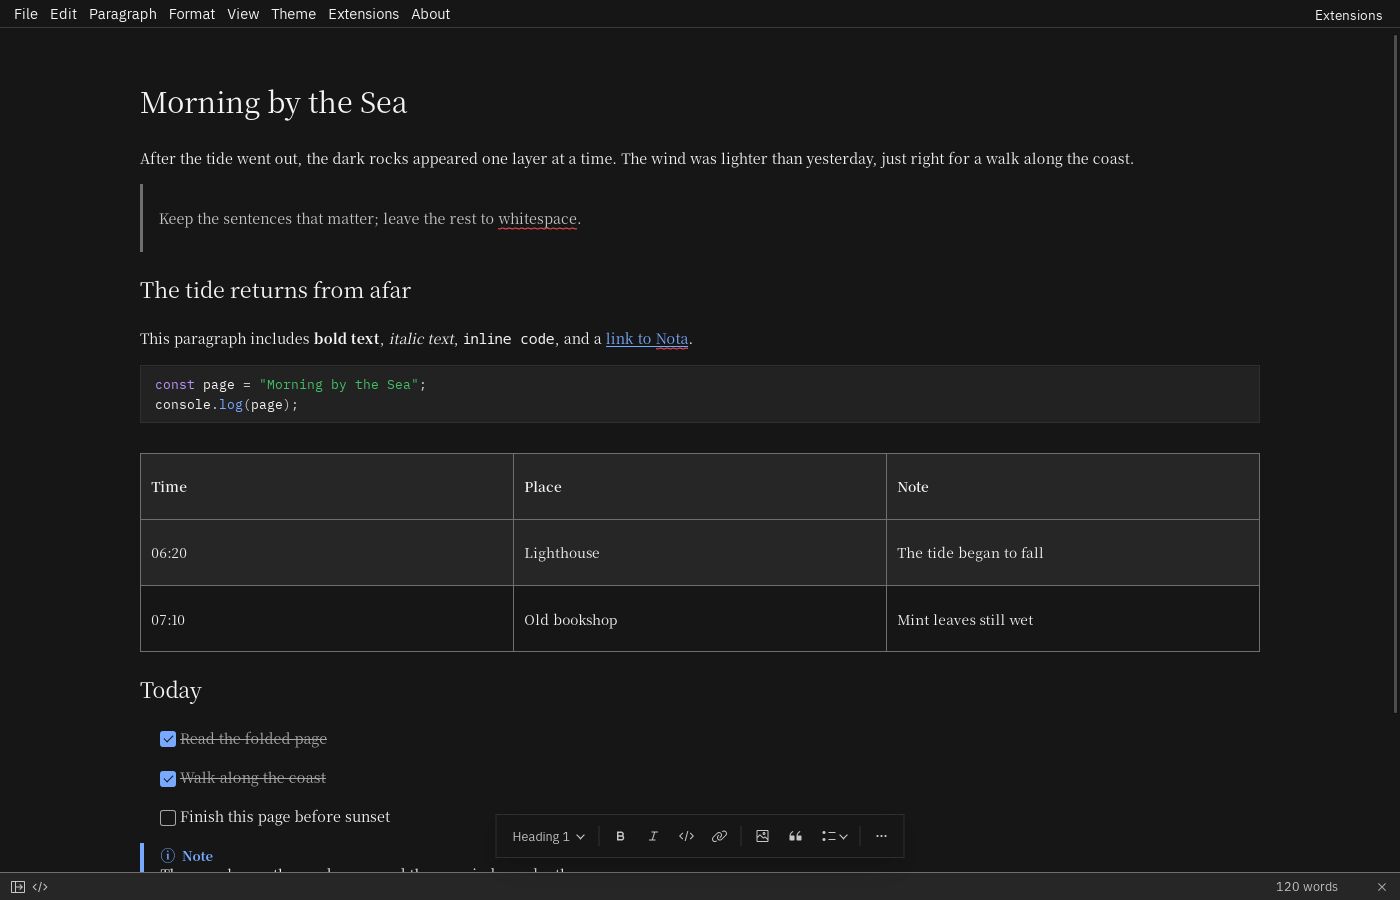 File Edit Paragraph Format View Theme Extensions About
Extensions
Morning by the Sea
After the tide went out, the dark rocks appeared one layer at a time. The wind was lighter than yesterday, just right for a walk along the coast.
Keep the sentences that matter; leave the rest to whitespace.
The tide returns from afar
This paragraph includes bold text, italic text, inline code, and a link to Nota.
const page = "Morning by the Sea";
console.log(page);
Time Place Note
06:20 Lighthouse The tide began to fall
07:10 Old bookshop Mint leaves still wet
Today
Read the folded page
Walk along the coast
Finish this page before sunset
Heading 1
Note
120 words